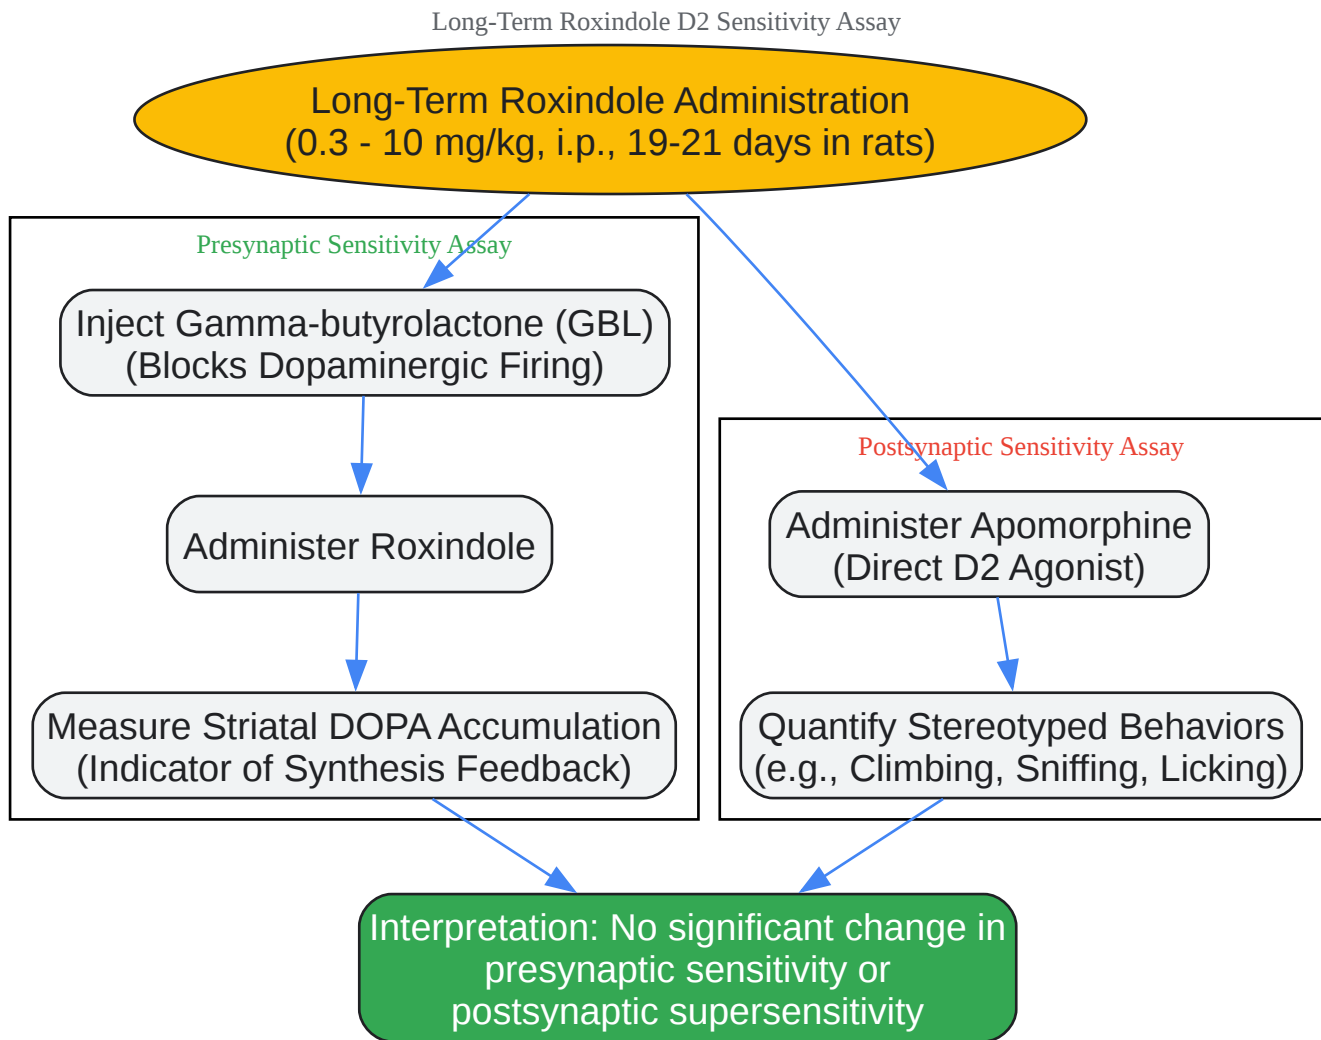 Long-Term Roxindole D2 Sensitivity Assay
Long-Term Roxindole Administration
(0.3 - 10 mg/kg, i.p., 19-21 days in rats)
Presynaptic Sensitivity Assay
Inject Gamma-butyrolactone (GBL)
(Blocks Dopaminergic Firing)
Administer Roxindole
Measure Striatal DOPA Accumulation
(Indicator of Synthesis Feedback)
Postsynaptic Sensitivity Assay
Administer Apomorphine
(Direct D2 Agonist)
Quantify Stereotyped Behaviors
(e.g., Climbing, Sniffing, Licking)
Interpretation: No significant change in
presynaptic sensitivity or
postsynaptic supersensitivity